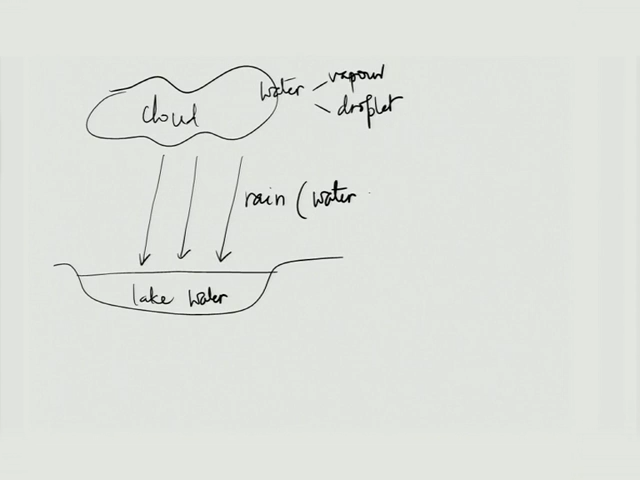 vapour
water
droplet
cloud
rain (water
lake water